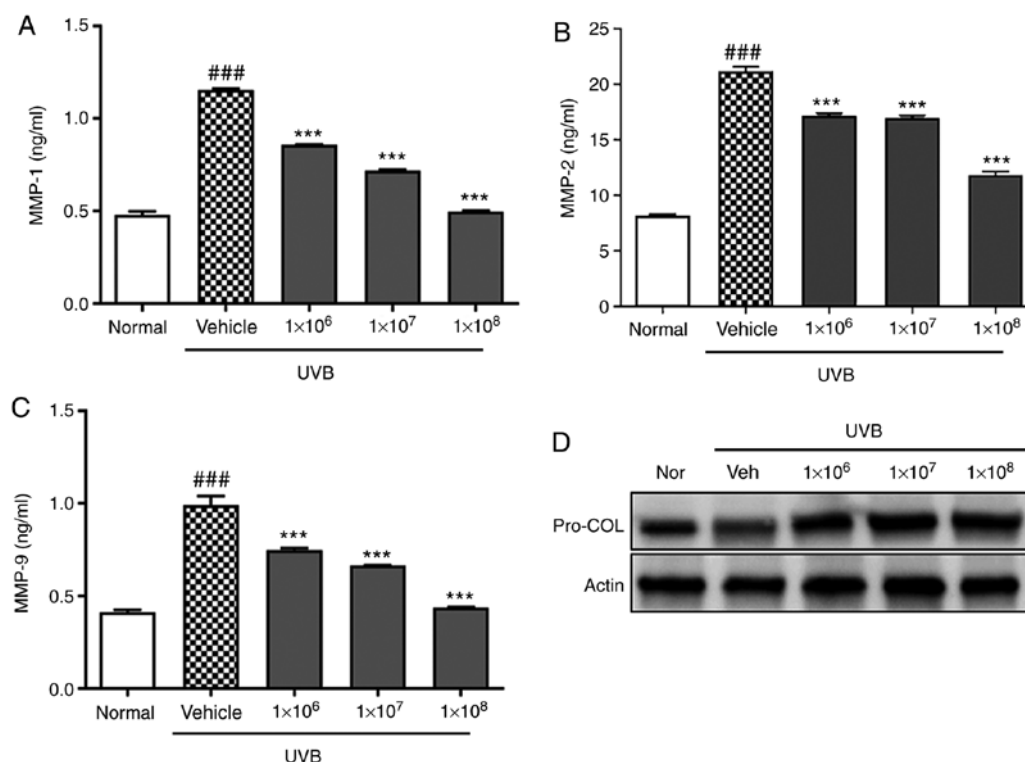 A
MMP-1 (ng/ml)
1.5
1.0
0.5
0.0
###
***
***
***
Normal Vehicle 1×10⁶ 1×10⁷ 1×10⁸
UVB
B
MMP-2 (ng/ml)
25
20
15
10
5
0
###
***
***
***
Normal Vehicle 1×10⁶ 1×10⁷ 1×10⁸
UVB
C
MMP-9 (ng/ml)
1.5
1.0
0.5
0.0
###
***
***
***
Normal Vehicle 1×10⁶ 1×10⁷ 1×10⁸
UVB
D
UVB
Nor Veh 1×10⁶ 1×10⁷ 1×10⁸
Pro-COL
Actin